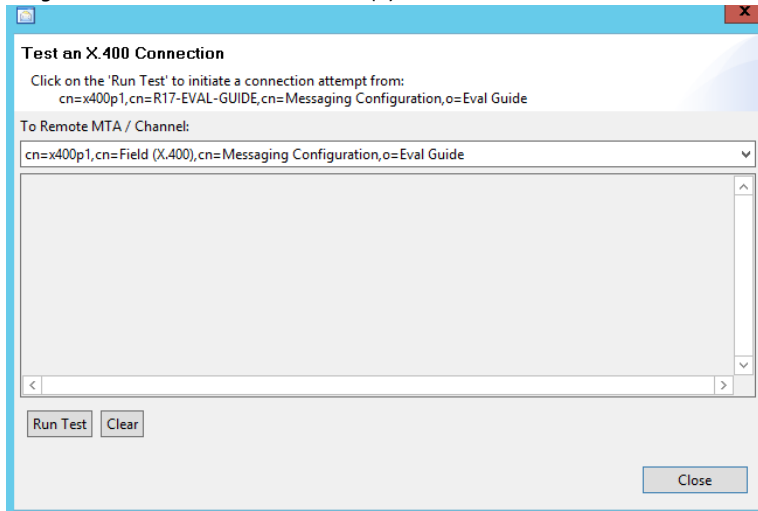 Test an X.400 Connection
Click on the 'Run Test' to initiate a connection attempt from:
cn=x400p1,cn=R17-EVAL-GUIDE,cn=Messaging Configuration,o=Eval Guide
To Remote MTA / Channel:
cn=x400p1,cn=Field (X.400),cn=Messaging Configuration,o=Eval Guide
Run Test Clear
Close